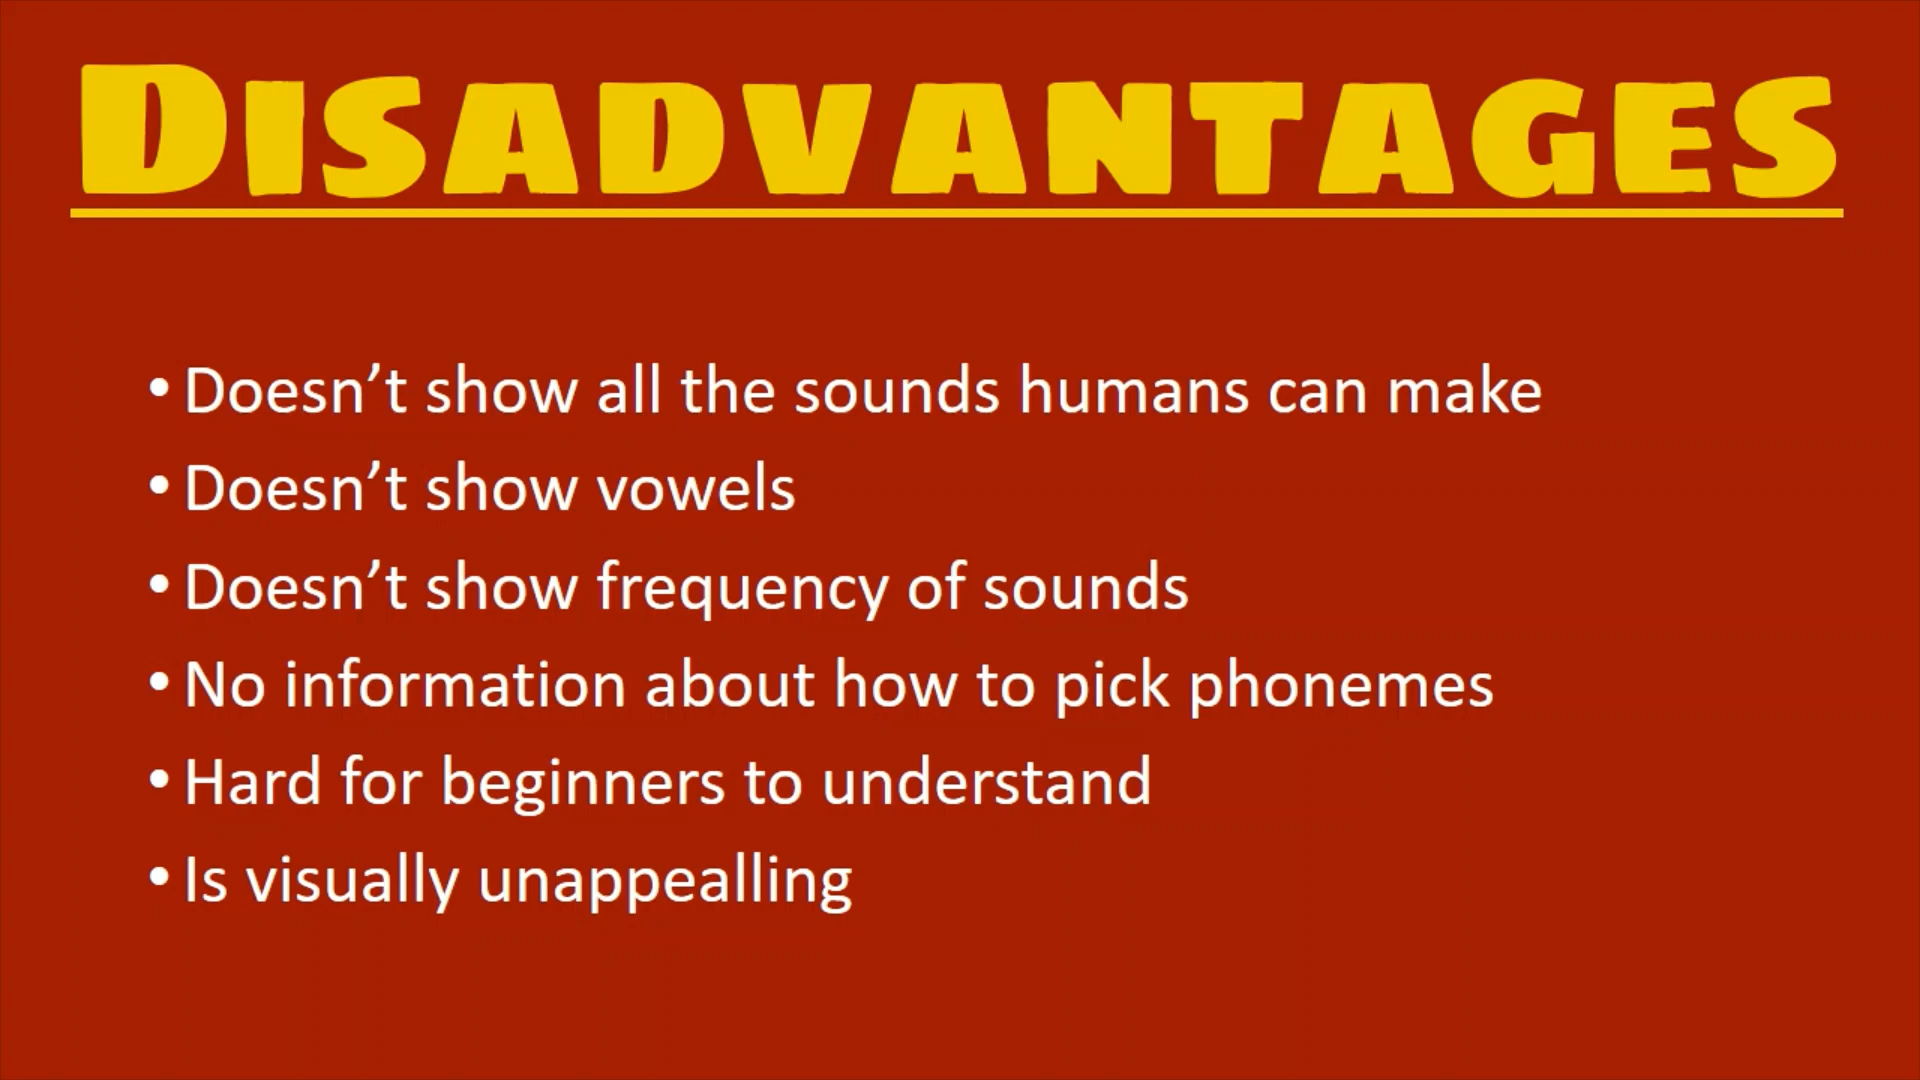 DISADVANTAGES
• Doesn’t show all the sounds humans can make
• Doesn’t show vowels
• Doesn’t show frequency of sounds
• No information about how to pick phonemes
• Hard for beginners to understand
• Is visually unappealling